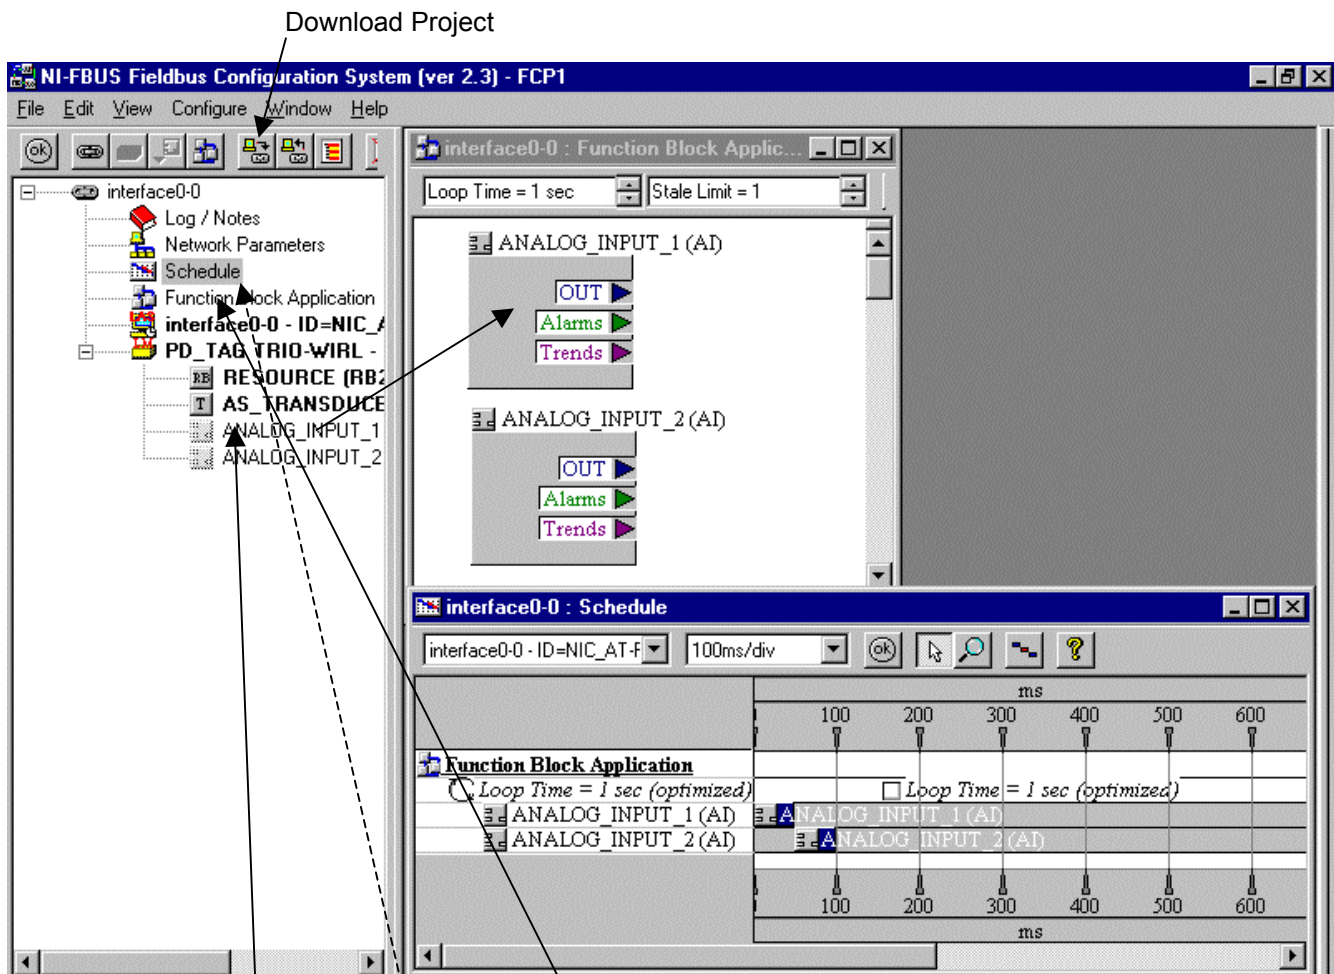 Download Project
NI-FBUS Fieldbus Configuration System (ver 2.3) - FCP1
File Edit View Configure Window Help
ok
interface0-0 : Function Block Applic...
Loop Time = 1 sec
Stale Limit = 1
interface0-0
Log / Notes
Network Parameters
Schedule
Function Block Application
interface0-0 - ID=NIC_A
PD_TAG TRIO-WIRL -
RB RESOURCE (RB2
T AS_TRANSDUCE
ANALOG_INPUT_1
ANALOG_INPUT_2
ANALOG_INPUT_1 (AI)
OUT
Alarms
Trends
ANALOG_INPUT_2 (AI)
OUT
Alarms
Trends
interface0-0 : Schedule
interface0-0 - ID=NIC_AT-F
100ms/div
ok
?
ms
100 200 300 400 500 600
Function Block Application
Loop Time = 1 sec (optimized) Loop Time = 1 sec (optimized)
ANALOG_INPUT_1 (AI) ANALOG_INPUT_1 (AI)
ANALOG_INPUT_2 (AI) ANALOG_INPUT_2 (AI)
100 200 300 400 500 600
ms